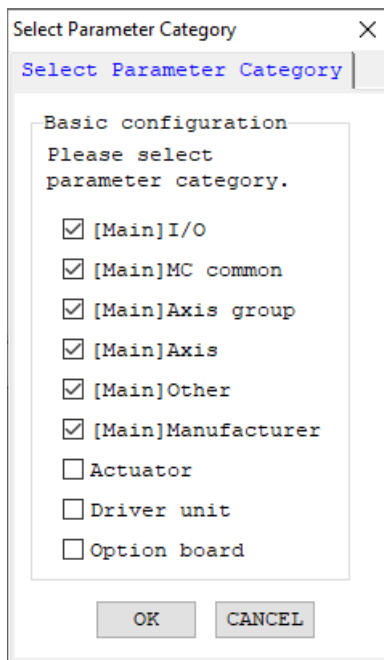 Select Parameter Category
Select Parameter Category
Basic configuration
Please select
parameter category.
[Main]I/O
[Main]MC common
[Main]Axis group
[Main]Axis
[Main]Other
[Main]Manufacturer
Actuator
Driver unit
Option board
OK CANCEL